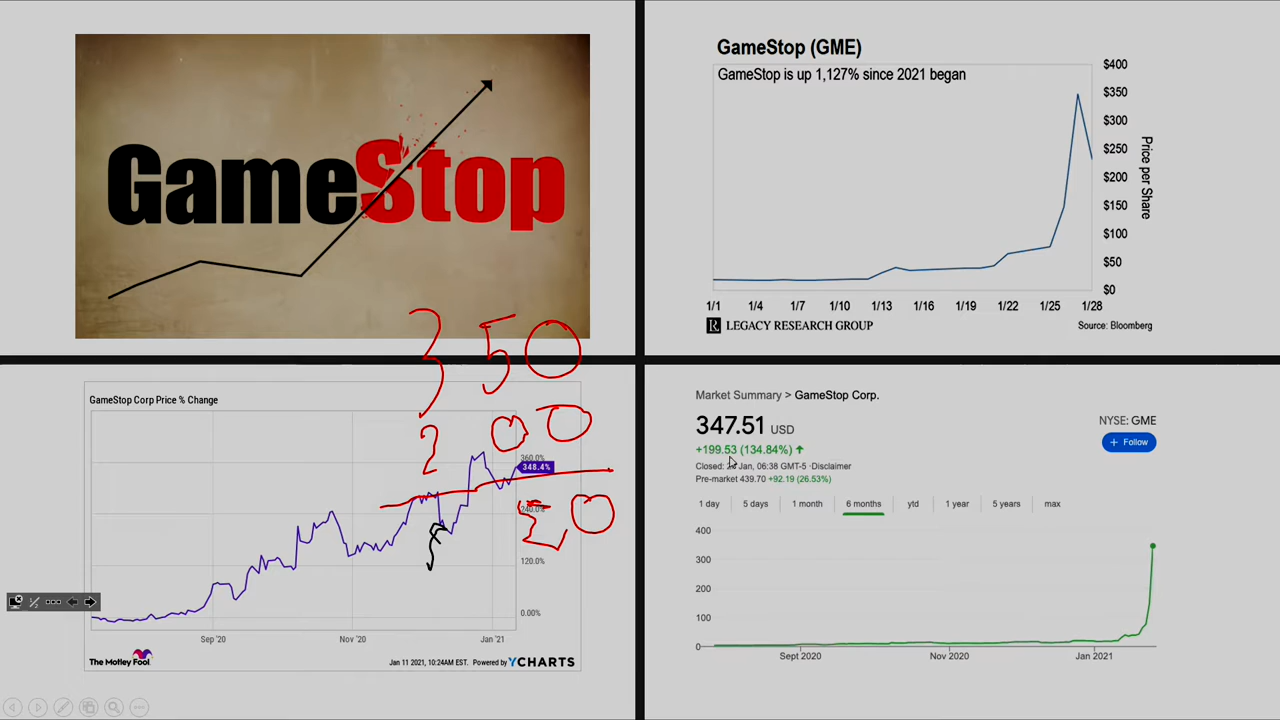 GameStop
GameStop (GME)
GameStop is up 1,127% since 2021 began
$400
$350
$300
$250
$200
$150
$100
$50
$0
Price per Share
1/1 1/4 1/7 1/10 1/13 1/16 1/19 1/22 1/25 1/28
R LEGACY RESEARCH GROUP
Source: Bloomberg
350
200
50
GameStop Corp Price % Change
360.0%
348.4%
240.0%
120.0%
0.00%
Sep '20 Nov '20 Jan '21
The Motley Fool
Jan 11 2021, 10:24AM EST. Powered by YCHARTS
Market Summary > GameStop Corp.
347.51 USD
NYSE: GME
+199.53 (134.84%)
+ Follow
Closed: Jan, 06:38 GMT-5 ·Disclaimer
Pre-market 439.70 +92.19 (26.53%)
1 day 5 days 1 month 6 months ytd 1 year 5 years max
400
300
200
100
0
Sept 2020 Nov 2020 Jan 2021